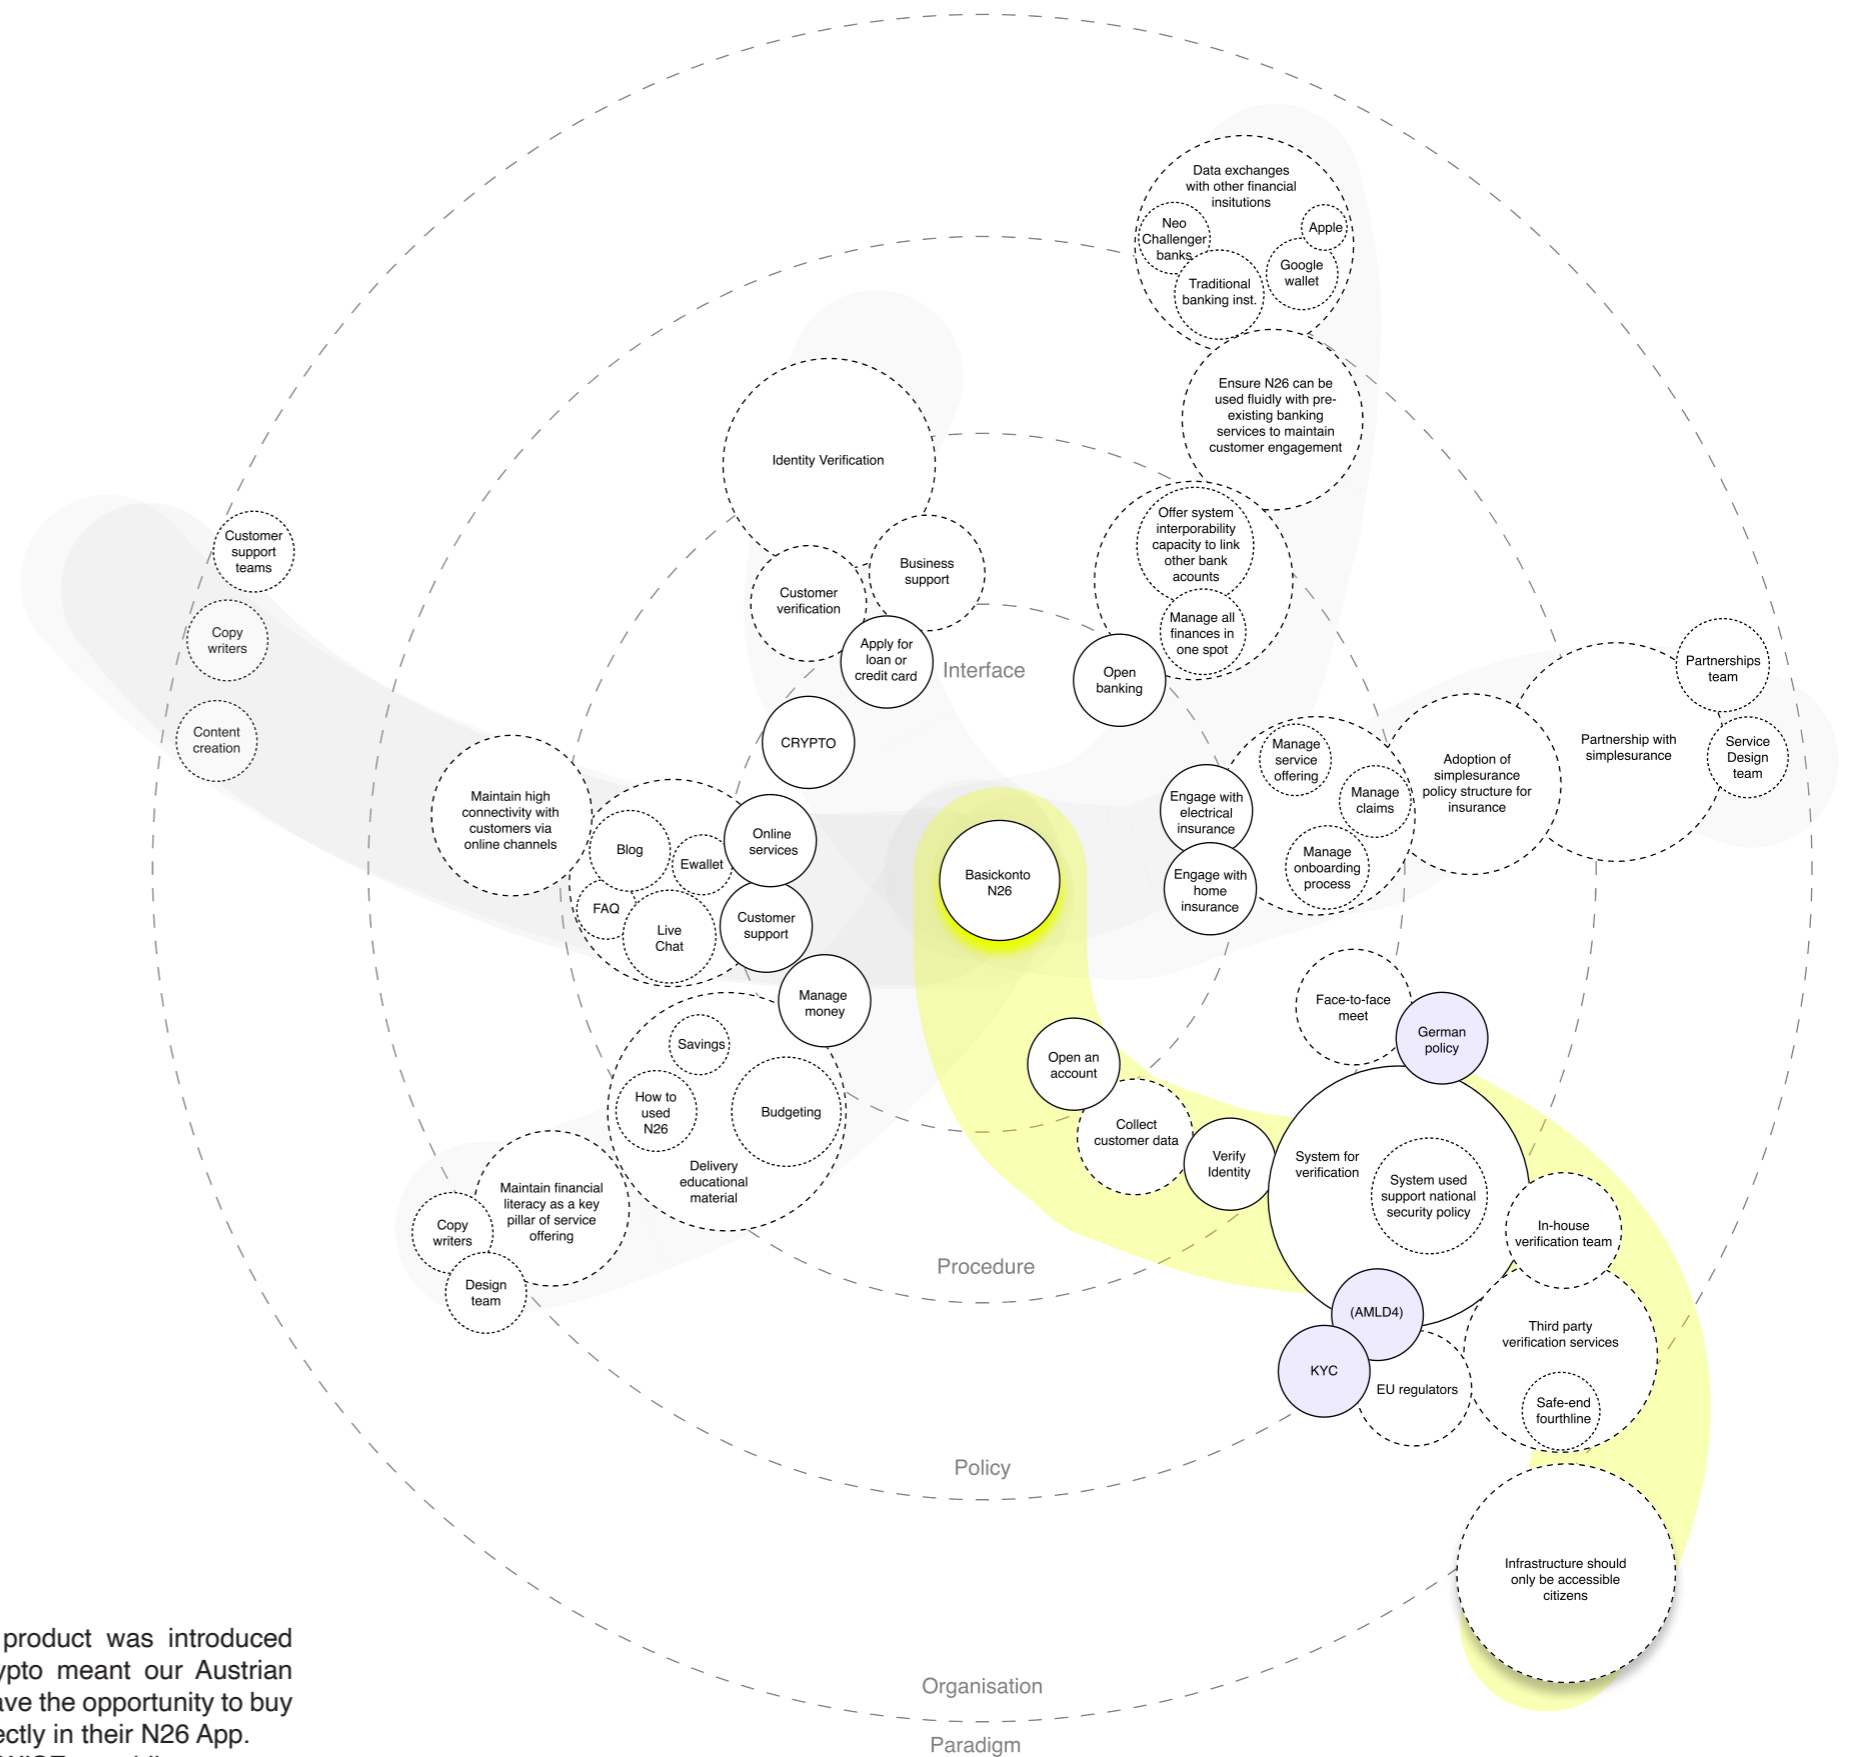 Data exchanges
with other financial
insitutions
Neo
Challenger
banks
Apple
Google
wallet
Traditional
banking inst.
Ensure N26 can be
used fluidly with pre-
existing banking
services to maintain
customer engagement
Identity Verification
Offer system
interporability
capacity to link
other bank
acounts
Manage all
finances in
one spot
Customer
support
teams
Business
support
Customer
verification
Copy
writers
Apply for
loan or
credit card
Interface
Open
banking
Partnerships
team
Content
creation
CRYPTO
Manage
service
offering
Manage
claims
Manage
onboarding
process
Adoption of
simplesurance
policy structure for
insurance
Partnership with
simplesurance
Service
Design
team
Maintain high
connectivity with
customers via
online channels
Blog
Ewallet
FAQ
Live
Chat
Online
services
Customer
support
Engage with
electrical
insurance
Engage with
home
insurance
Basickonto
N26
Manage
money
Face-to-face
meet
German
policy
Savings
How to
used
N26
Budgeting
Delivery
educational
material
Open an
account
Collect
customer data
Verify
Identity
System for
verification
System used
support national
security policy
In-house
verification team
Maintain financial
literacy as a key
pillar of service
offering
Copy
writers
Design
team
Procedure
(AMLD4)
KYC
EU regulators
Third party
verification services
Safe-end
fourthline
Policy
Infrastructure should
only be accessible
citizens
Organisation
Paradigm
product was introduced
ypto meant our Austrian
ave the opportunity to buy
ectly in their N26 App.